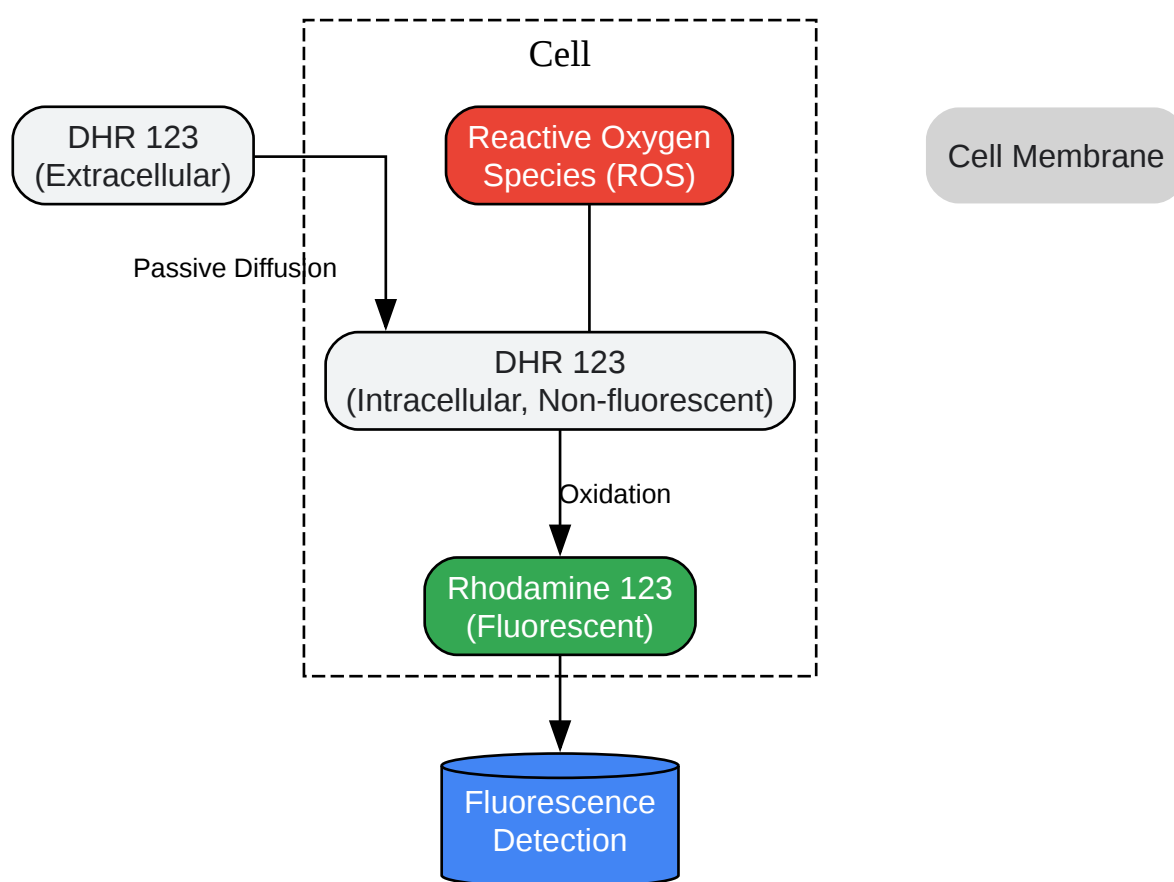 Cell
DHR 123
(Extracellular)
Reactive Oxygen
Species (ROS)
Cell Membrane
Passive Diffusion
DHR 123
(Intracellular, Non-fluorescent)
Oxidation
Rhodamine 123
(Fluorescent)
Fluorescence
Detection